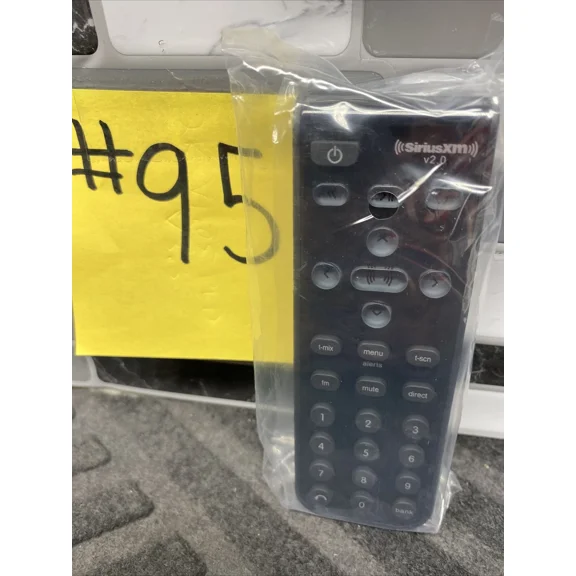 #95
((SiriusXM))
v2.0
t-mix menu t-scn
alerts
fm mute direct
1 2 3
4 5 6
7 8 9
0 bank